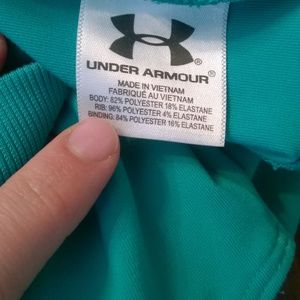 UNDER ARMOUR®
MADE IN VIETNAM
FABRIQUÉ AU VIETNAM
BODY: 82% POLYESTER 18% ELASTANE
RIB: 96% POLYESTER 4% ELASTANE
BINDING: 84% POLYESTER 16% ELASTANE